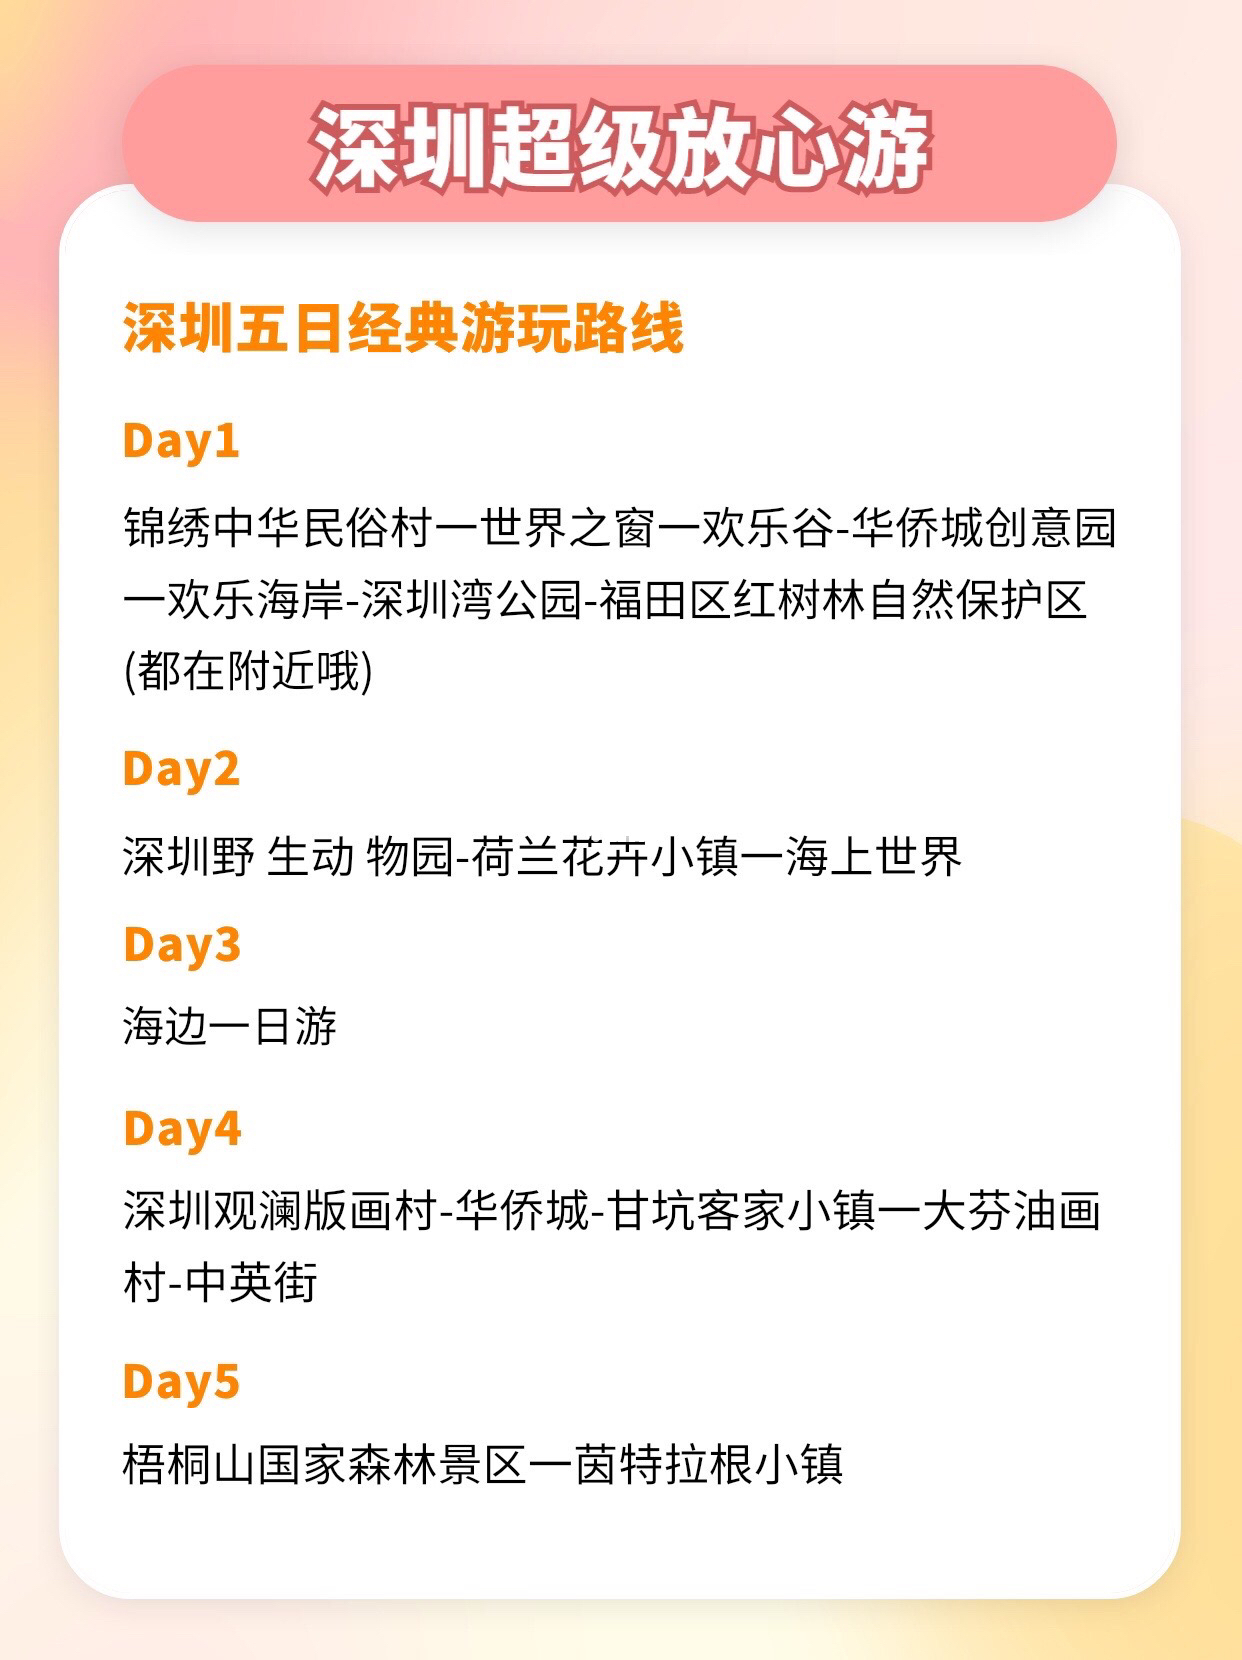 深圳超级放心游
深圳五日经典游玩路线
Day1
锦绣中华民俗村一世界之窗一欢乐谷-华侨城创意园
一欢乐海岸-深圳湾公园-福田区红树林自然保护区
(都在附近哦)
Day2
深圳野 生动 物园-荷兰花卉小镇一海上世界
Day3
海边一日游
Day4
深圳观澜版画村-华侨城-甘坑客家小镇一大芬油画
村-中英街
Day5
梧桐山国家森林景区一茵特拉根小镇